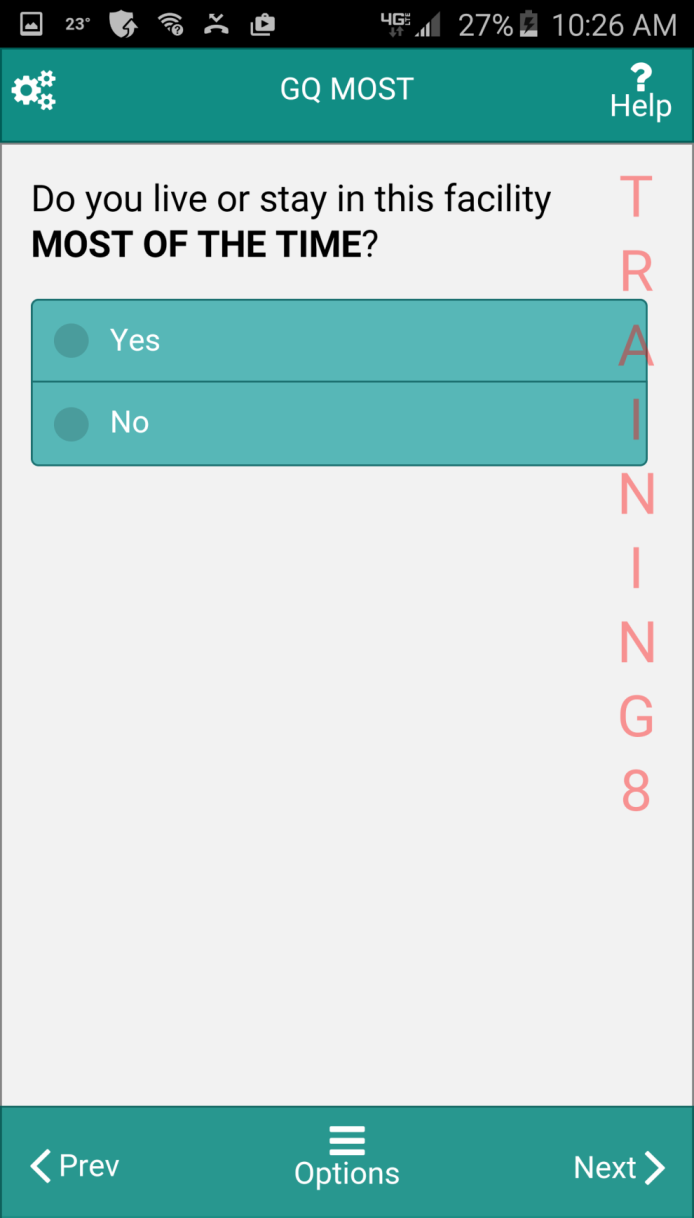 23°
4G LTE
27%
10:26 AM
GQ MOST
?
Help
Do you live or stay in this facility
MOST OF THE TIME?
Yes
No
T
R
A
I
N
I
N
G
8
Prev
Options
Next